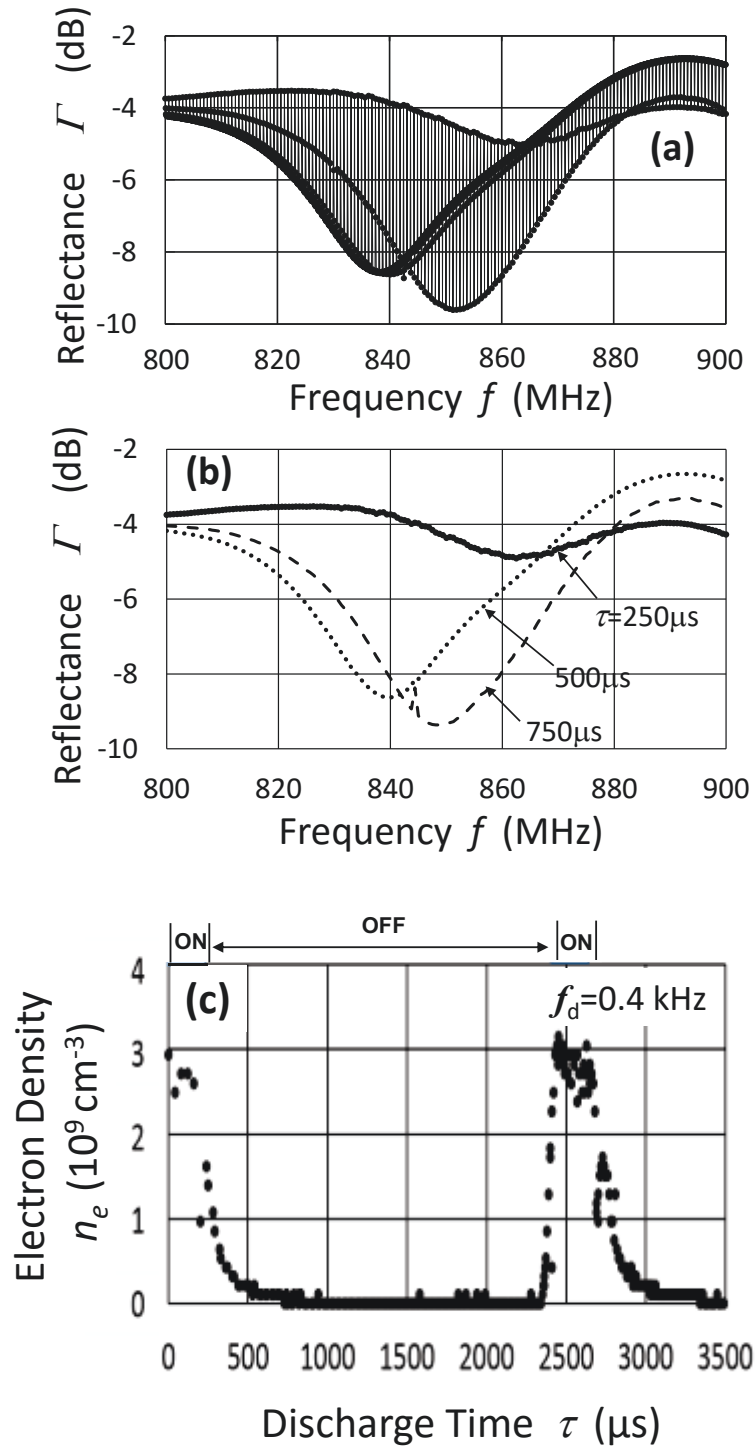 Reflectance Γ (dB)
-2
-4
-6
-8
-10
(a)
800 820 840 860 880 900
Frequency f (MHz)
Reflectance Γ (dB)
-2
-4
-6
-8
-10
(b)
τ=250μs
500μs
750μs
800 820 840 860 880 900
Frequency f (MHz)
ON OFF ON
Electron Density
nₑ (10⁹ cm⁻³)
4
3
2
1
0
(c)
f_d=0.4 kHz
0 500 1000 1500 2000 2500 3000 3500
Discharge Time τ (μs)